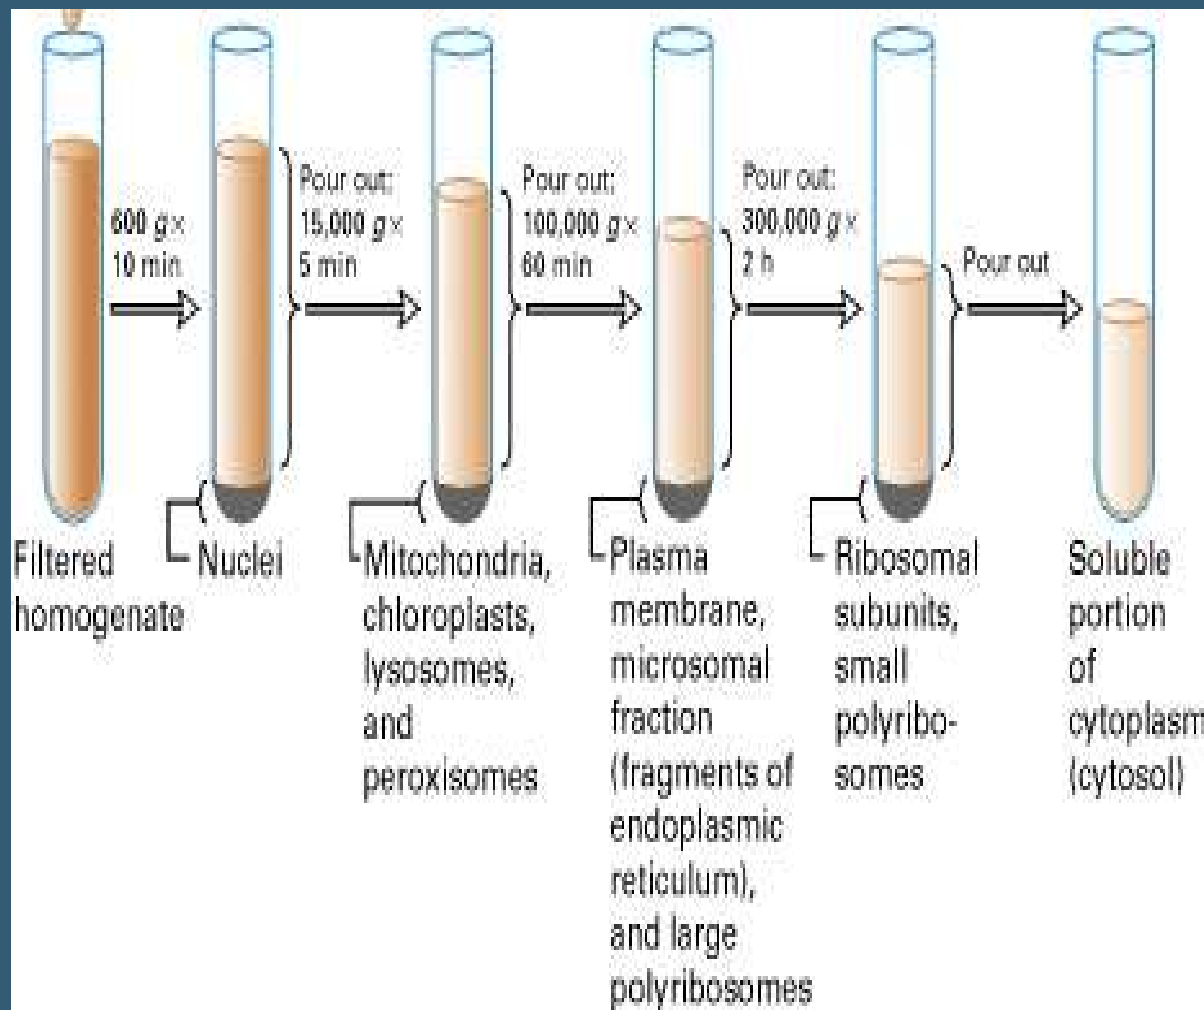 600 g ×
10 min
Pour out:
15,000 g ×
5 min
Pour out:
100,000 g ×
60 min
Pour out:
300,000 g ×
2 h
Pour out
Filtered
homogenate
Nuclei
Mitochondria,
chloroplasts,
lysosomes,
and
peroxisomes
Plasma
membrane,
microsomal
fraction
(fragments of
endoplasmic
reticulum),
and large
polyribosomes
Ribosomal
subunits,
small
polyribo-
somes
Soluble
portion
of
cytoplasm
(cytosol)